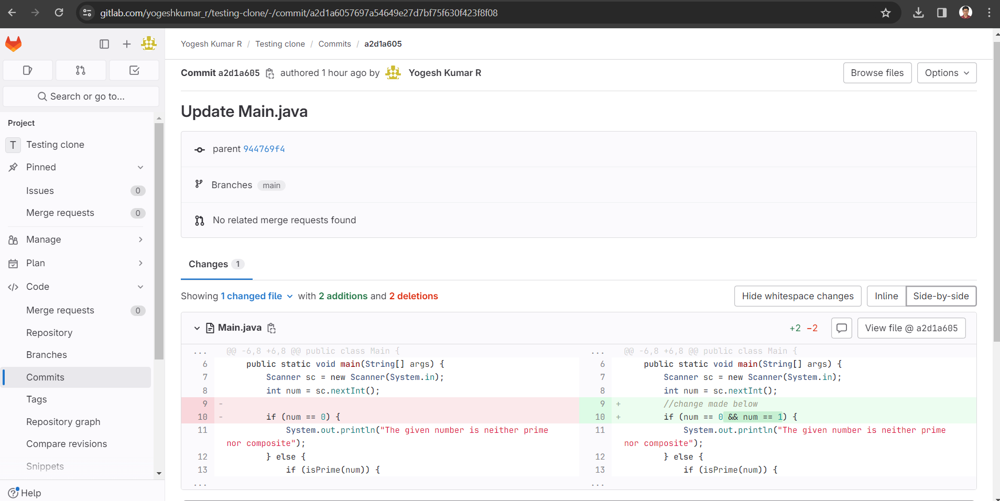 gitlab.com/yogeshkumar_r/testing-clone/-/commit/a2d1a6057697a54649e27d7bf75f630f423f8f08
Search or go to...
Project
T Testing clone
Pinned
Issues 0
Merge requests 0
Manage
Plan
Code
Merge requests 0
Repository
Branches
Commits
Tags
Repository graph
Compare revisions
Snippets
Help
Yogesh Kumar R / Testing clone / Commits / a2d1a605
Commit a2d1a605 authored 1 hour ago by Yogesh Kumar R
Browse files
Options
Update Main.java
parent 944769f4
Branches main
No related merge requests found
Changes 1
Showing 1 changed file with 2 additions and 2 deletions
Hide whitespace changes
Inline
Side-by-side
Main.java
+2 −2
View file @ a2d1a605
... @@ -6,8 +6,8 @@ public class Main {
6 public static void main(String[] args) {
7 Scanner sc = new Scanner(System.in);
8 int num = sc.nextInt();
9 -
10 - if (num == 0) {
11 System.out.println("The given number is neither prime
nor composite");
12 } else {
13 if (isPrime(num)) {
...
... @@ -6,8 +6,8 @@ public class Main {
6 public static void main(String[] args) {
7 Scanner sc = new Scanner(System.in);
8 int num = sc.nextInt();
9 + //change made below
10 + if (num == 0 && num == 1) {
11 System.out.println("The given number is neither prime
nor composite");
12 } else {
13 if (isPrime(num)) {
...